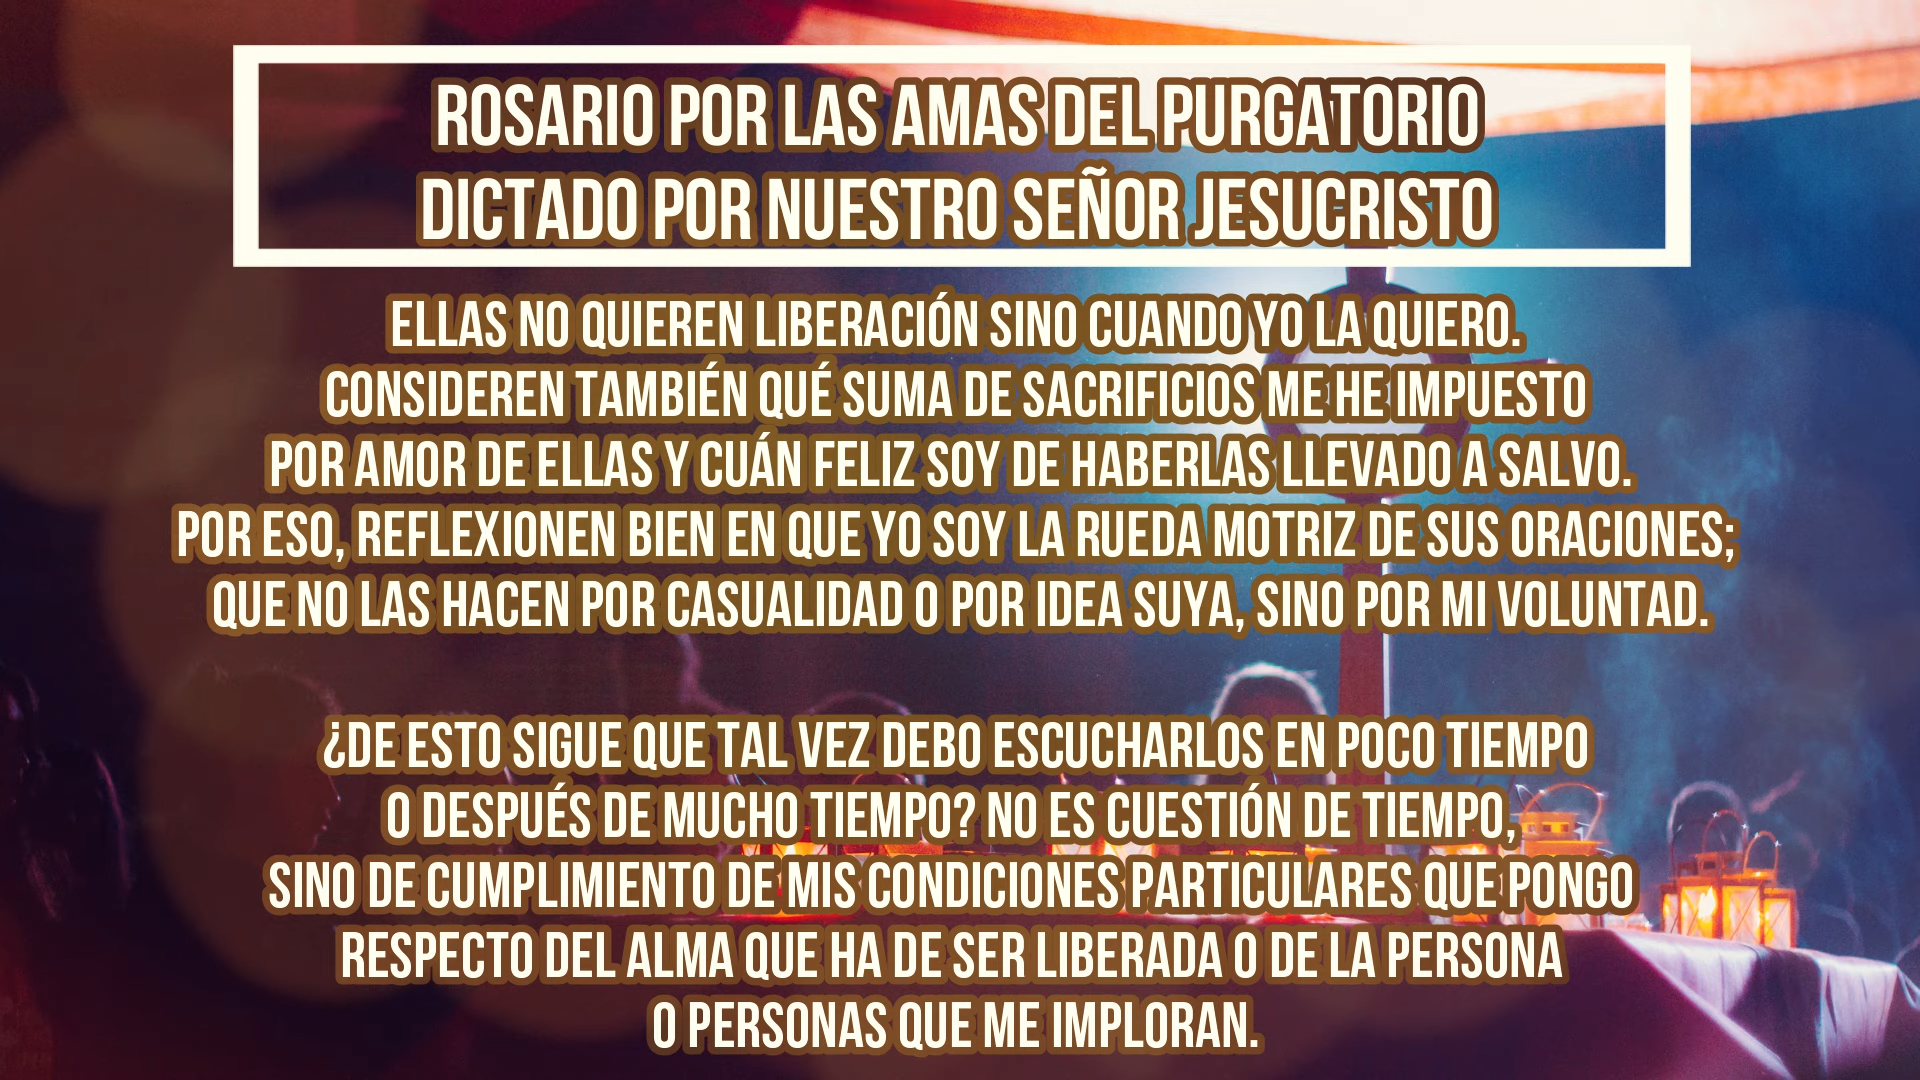 ROSARIO POR LAS AMAS DEL PURGATORIO
DICTADO POR NUESTRO SEÑOR JESUCRISTO
ELLAS NO QUIEREN LIBERACIÓN SINO CUANDO YO LA QUIERO.
CONSIDEREN TAMBIÉN QUÉ SUMA DE SACRIFICIOS ME HE IMPUESTO
POR AMOR DE ELLAS Y CUÁN FELIZ SOY DE HABERLAS LLEVADO A SALVO.
POR ESO, REFLEXIONEN BIEN EN QUE YO SOY LA RUEDA MOTRIZ DE SUS ORACIONES;
QUE NO LAS HACEN POR CASUALIDAD O POR IDEA SUYA, SINO POR MI VOLUNTAD.
¿DE ESTO SIGUE QUE TAL VEZ DEBO ESCUCHARLOS EN POCO TIEMPO
O DESPUÉS DE MUCHO TIEMPO? NO ES CUESTIÓN DE TIEMPO,
SINO DE CUMPLIMIENTO DE MIS CONDICIONES PARTICULARES QUE PONGO
RESPECTO DEL ALMA QUE HA DE SER LIBERADA O DE LA PERSONA
O PERSONAS QUE ME IMPLORAN.